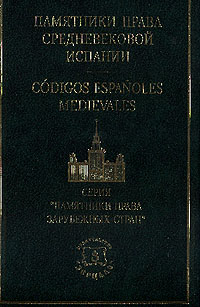 ПАМЯТНИКИ ПРАВА
СРЕДНЕВЕКОВОЙ
ИСПАНИИ
CÓDIGOS ESPAÑOLES
MEDIEVALES
СЕРИЯ
"ПАМЯТНИКИ ПРАВА
ЗАРУБЕЖНЫХ СТРАН"